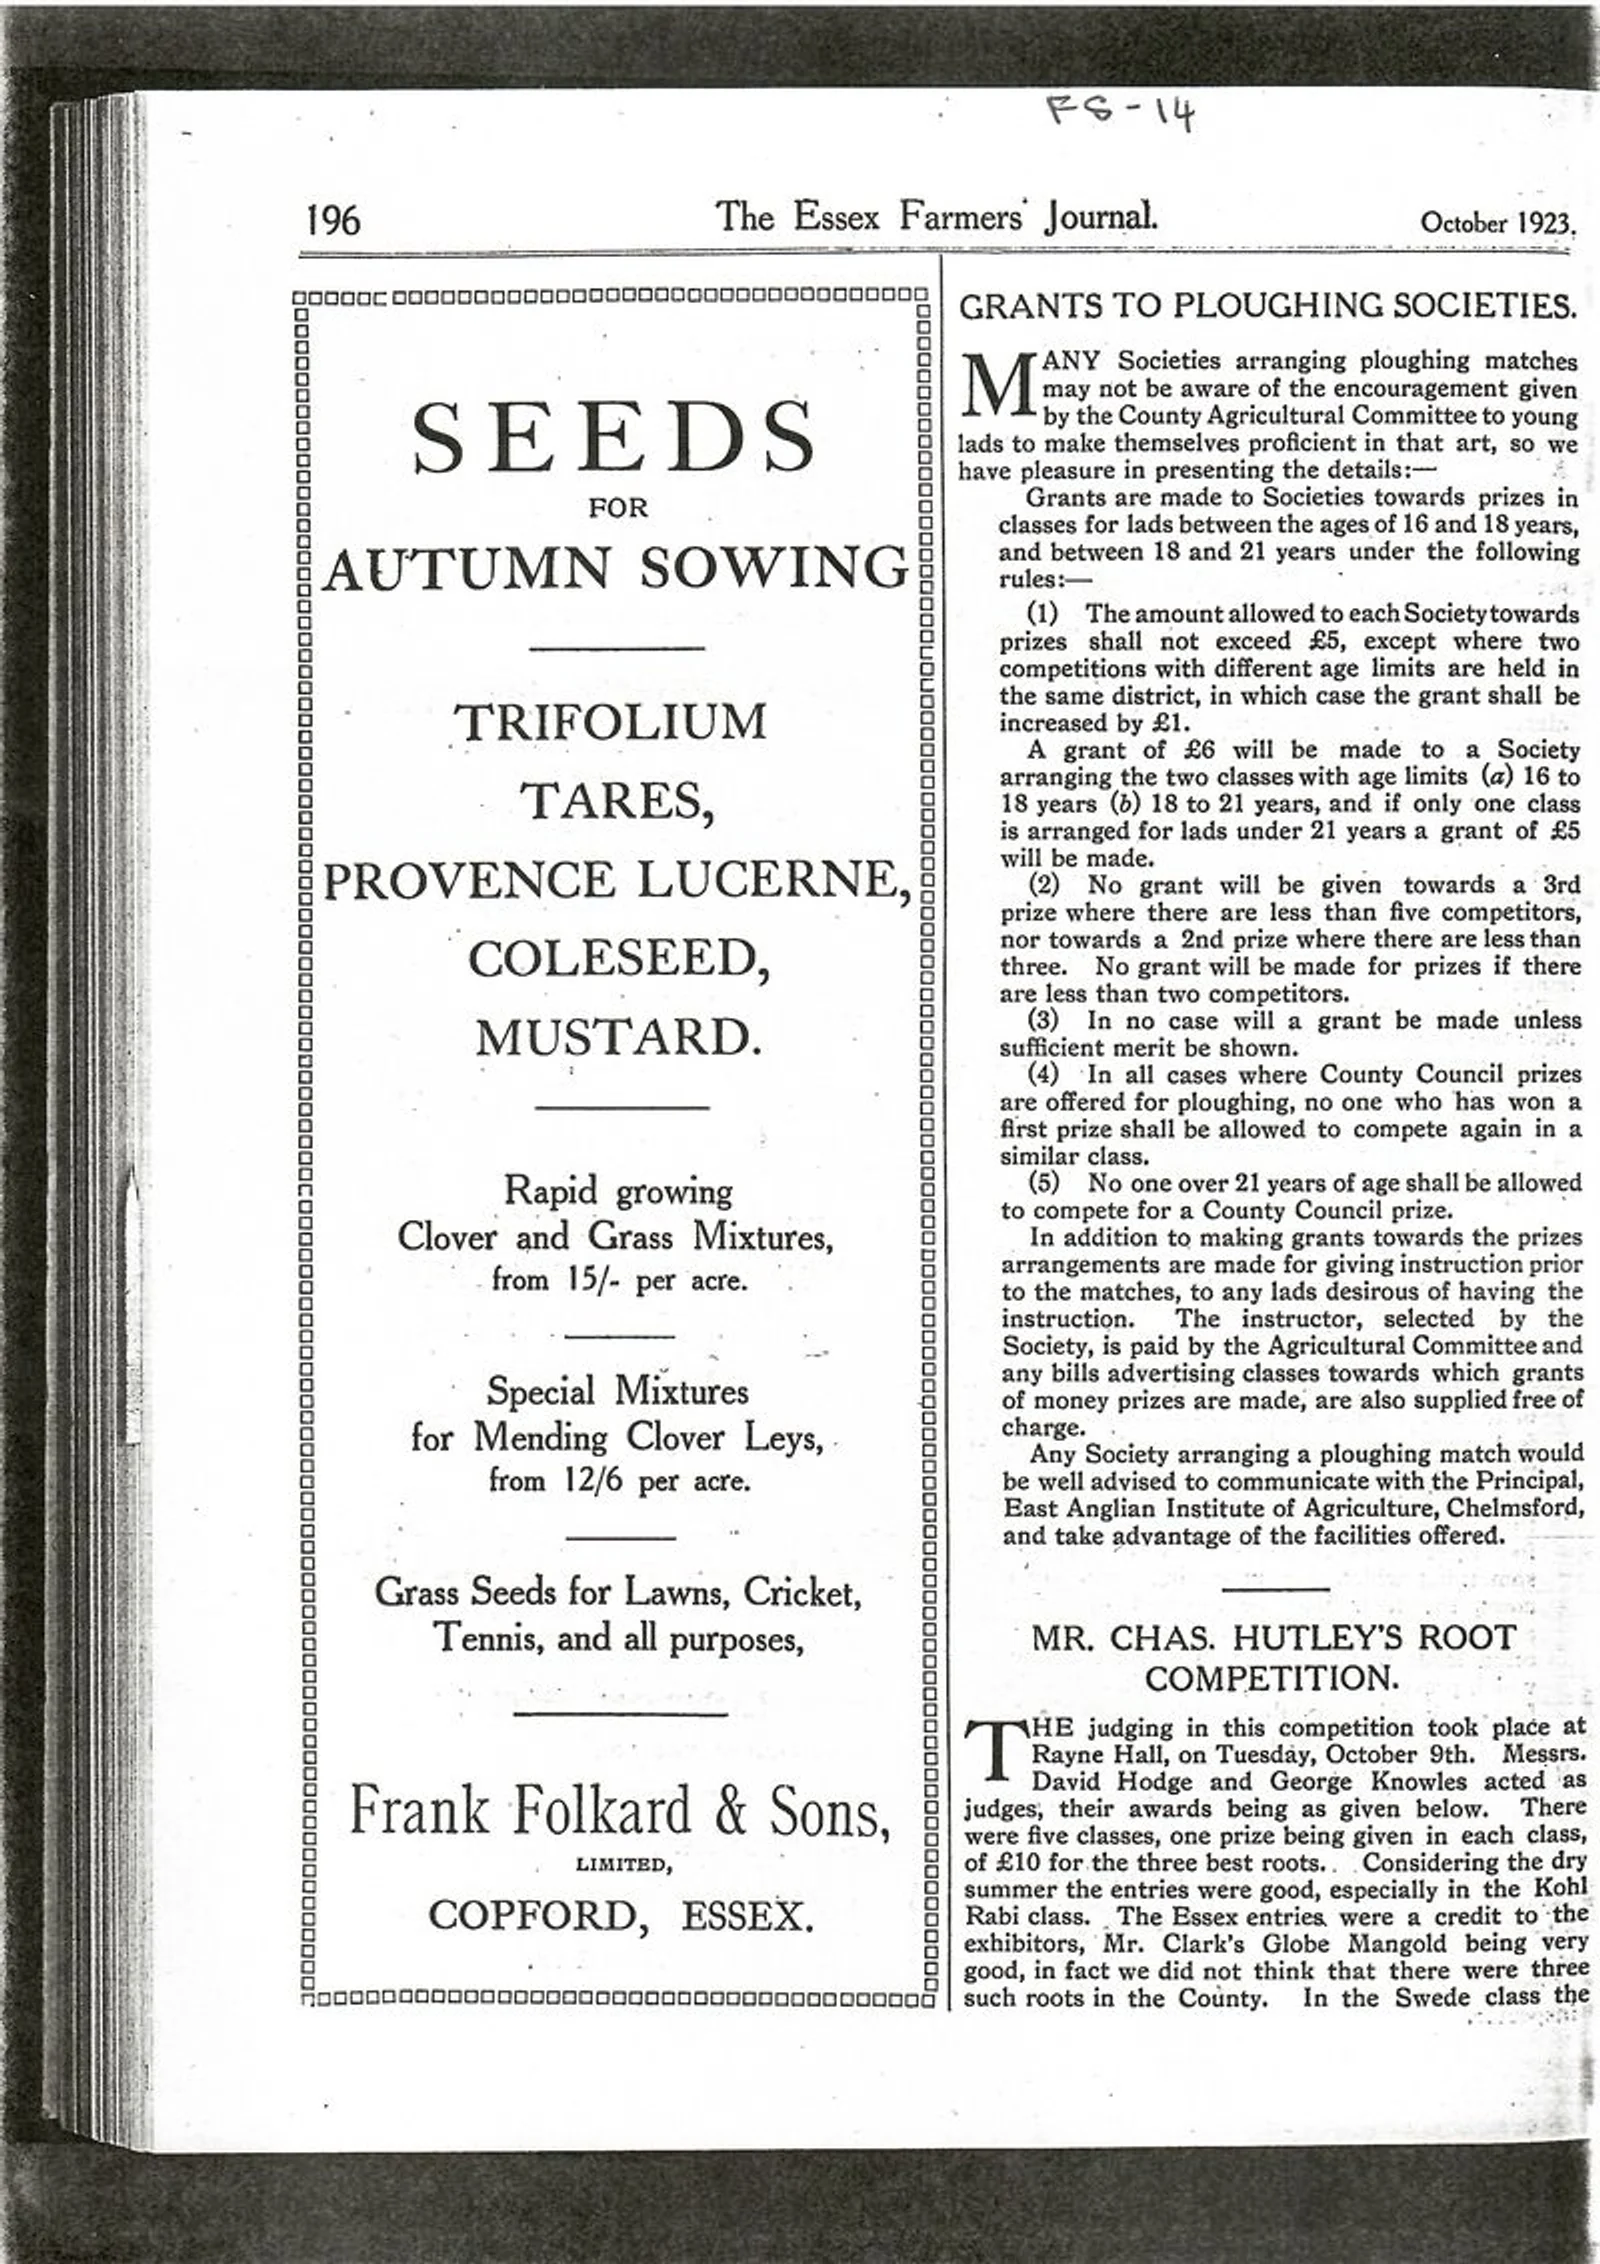 FS-14
196
The Essex Farmers' Journal.
October 1923.
SEEDS
FOR
AUTUMN SOWING
TRIFOLIUM
TARES,
PROVENCE LUCERNE,
COLESEED,
MUSTARD.
Rapid growing
Clover and Grass Mixtures,
from 15/- per acre.
Special Mixtures
for Mending Clover Leys,
from 12/6 per acre.
Grass Seeds for Lawns, Cricket,
Tennis, and all purposes,
Frank Folkard & Sons,
LIMITED,
COPFORD, ESSEX.
GRANTS TO PLOUGHING SOCIETIES.
MANY Societies arranging ploughing matches
may not be aware of the encouragement given
by the County Agricultural Committee to young
lads to make themselves proficient in that art, so we
have pleasure in presenting the details:—
Grants are made to Societies towards prizes in
classes for lads between the ages of 16 and 18 years,
and between 18 and 21 years under the following
rules:—
(1) The amount allowed to each Society towards
prizes shall not exceed £5, except where two
competitions with different age limits are held in
the same district, in which case the grant shall be
increased by £1.
A grant of £6 will be made to a Society
arranging the two classes with age limits (a) 16 to
18 years (b) 18 to 21 years, and if only one class
is arranged for lads under 21 years a grant of £5
will be made.
(2) No grant will be given towards a 3rd
prize where there are less than five competitors,
nor towards a 2nd prize where there are less than
three. No grant will be made for prizes if there
are less than two competitors.
(3) In no case will a grant be made unless
sufficient merit be shown.
(4) In all cases where County Council prizes
are offered for ploughing, no one who has won a
first prize shall be allowed to compete again in a
similar class.
(5) No one over 21 years of age shall be allowed
to compete for a County Council prize.
In addition to making grants towards the prizes
arrangements are made for giving instruction prior
to the matches, to any lads desirous of having the
instruction. The instructor, selected by the
Society, is paid by the Agricultural Committee and
any bills advertising classes towards which grants
of money prizes are made, are also supplied free of
charge.
Any Society arranging a ploughing match would
be well advised to communicate with the Principal,
East Anglian Institute of Agriculture, Chelmsford,
and take advantage of the facilities offered.
MR. CHAS. HUTLEY'S ROOT
COMPETITION.
THE judging in this competition took place at
Rayne Hall, on Tuesday, October 9th. Messrs.
David Hodge and George Knowles acted as
judges, their awards being as given below. There
were five classes, one prize being given in each class,
of £10 for the three best roots. Considering the dry
summer the entries were good, especially in the Kohl
Rabi class. The Essex entries were a credit to the
exhibitors, Mr. Clark's Globe Mangold being very
good, in fact we did not think that there were three
such roots in the County. In the Swede class the